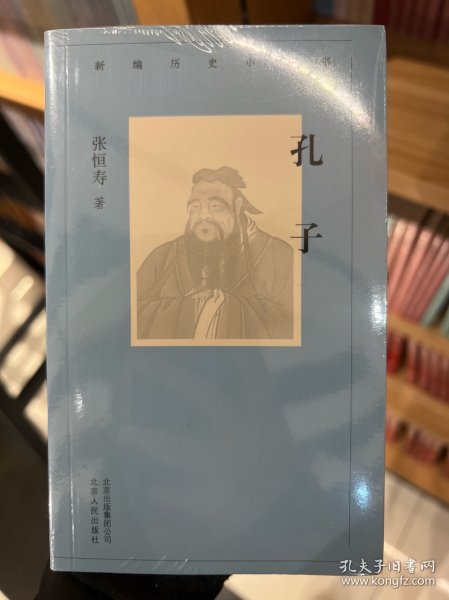 新编历史小 书
孔子
张恒寿 著
北京出版集团公司
北京人民出版社
孔夫子旧书网
www.kongfz.com